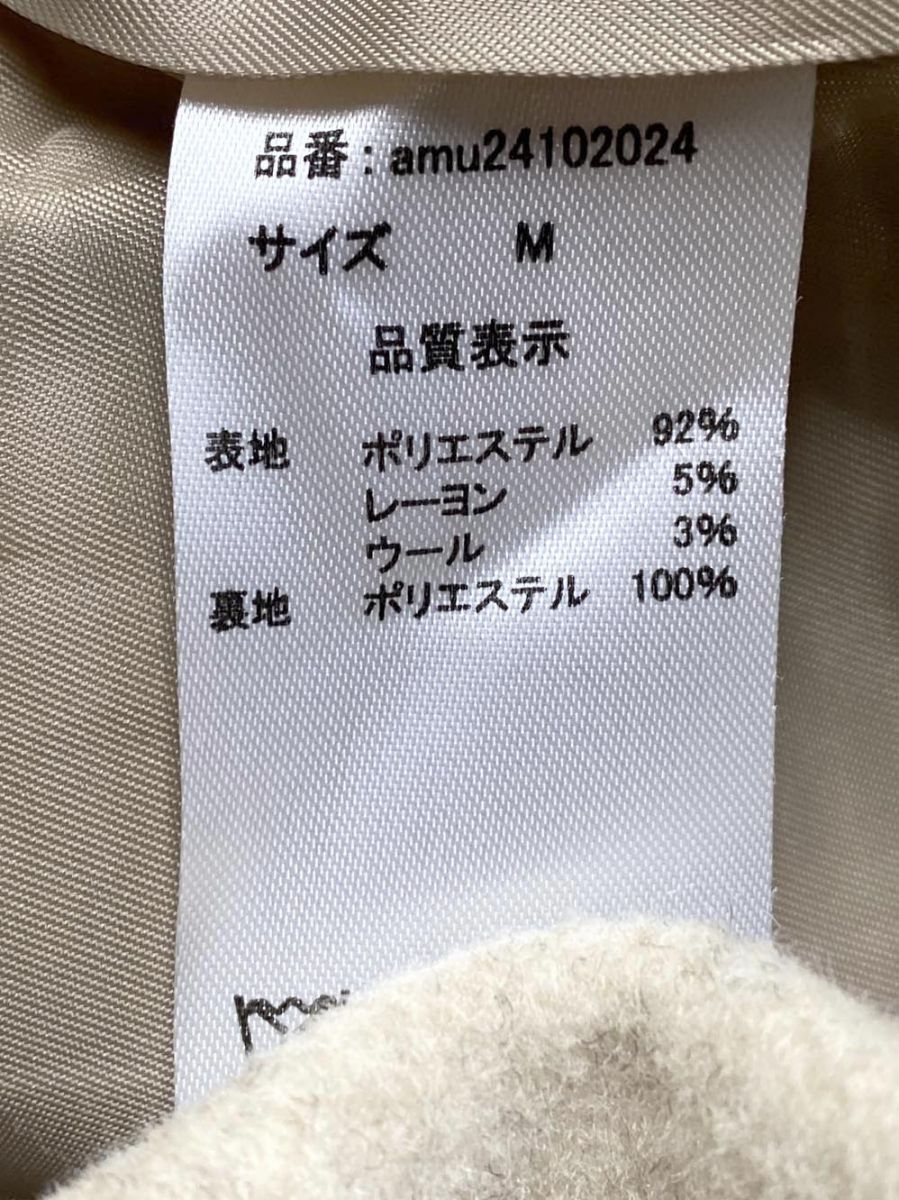 品番：amu24102024
サイズ M
品質表示
表地 ポリエステル 92%
レーヨン 5%
ウール 3%
裏地 ポリエステル 100%